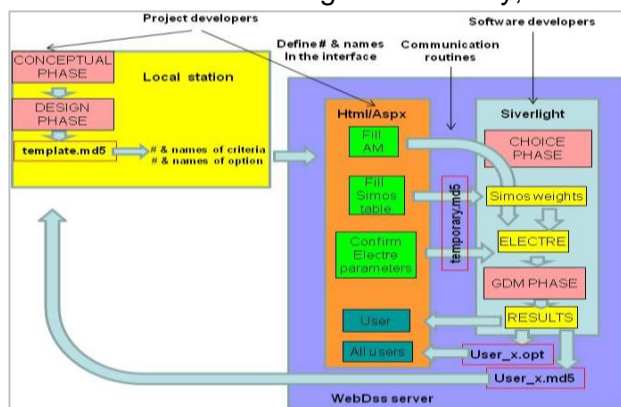 Project developers
Software developers
Define # & names
In the interface
Communication
routines
CONCEPTUAL
PHASE
Local station
DESIGN
PHASE
template.md5
# & names of criteria
# & names of option
Html/Aspx
Fill
AM
Fill
Simos
table
Confirm
Electre
parameters
User
All users
temporary.md5
Siverlight
CHOICE
PHASE
Simos weights
ELECTRE
GDM PHASE
RESULTS
User_x.opt
User_x.md5
WebDss server